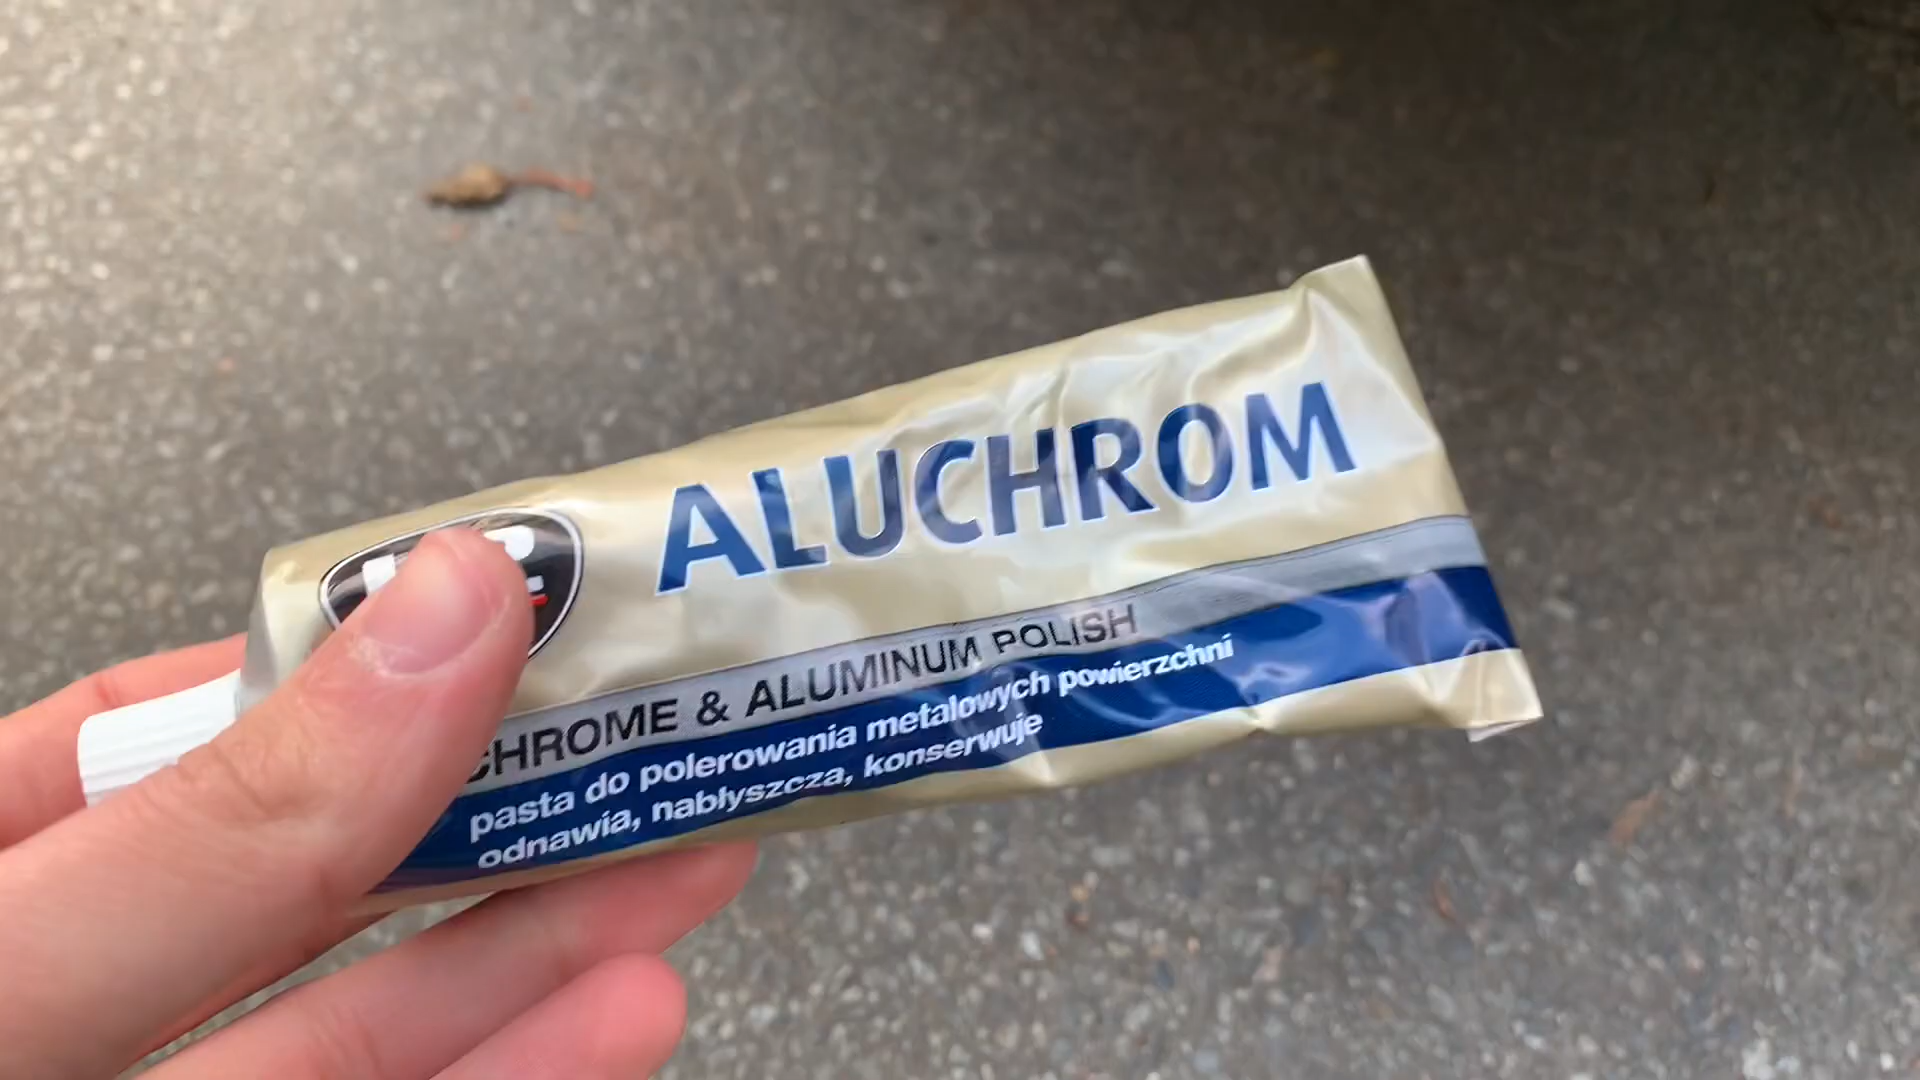 ALUCHROM
CHROME & ALUMINUM POLISH
pasta do polerowania metalowych powierzchni
odnawia, nabłyszcza, konserwuje